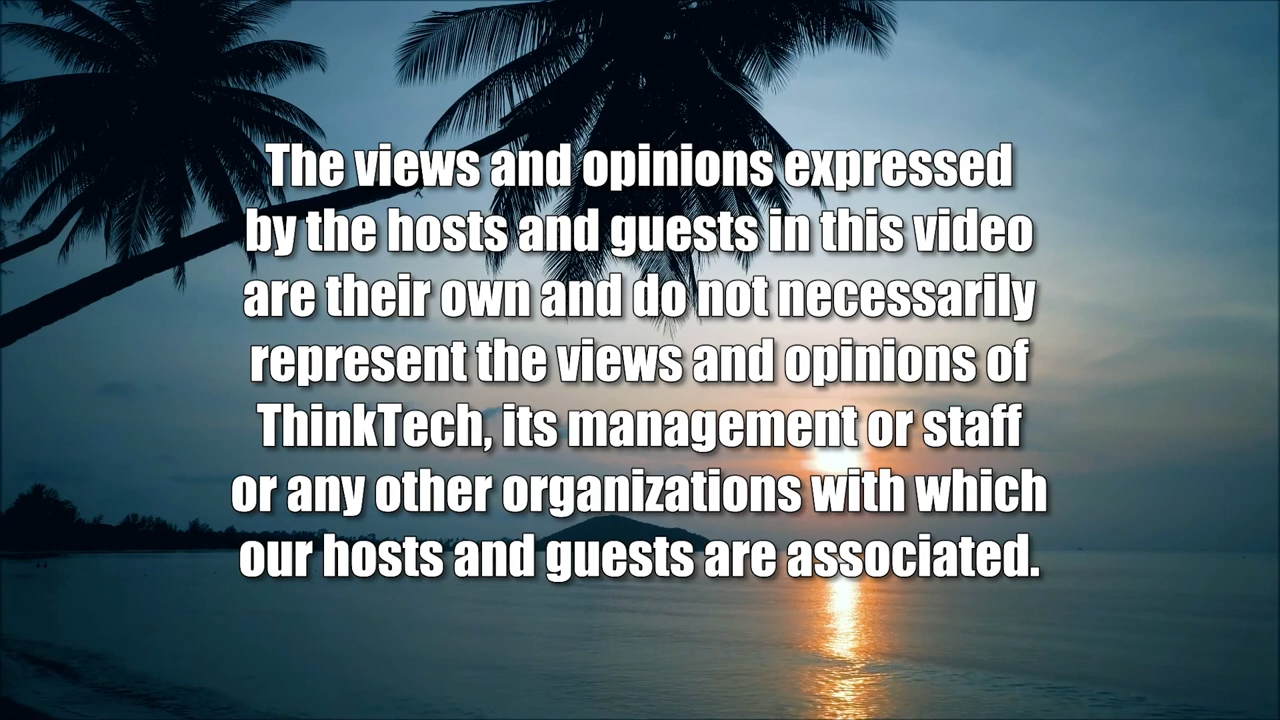 The views and opinions expressed
by the hosts and guests in this video
are their own and do not necessarily
represent the views and opinions of
ThinkTech, its management or staff
or any other organizations with which
our hosts and guests are associated.